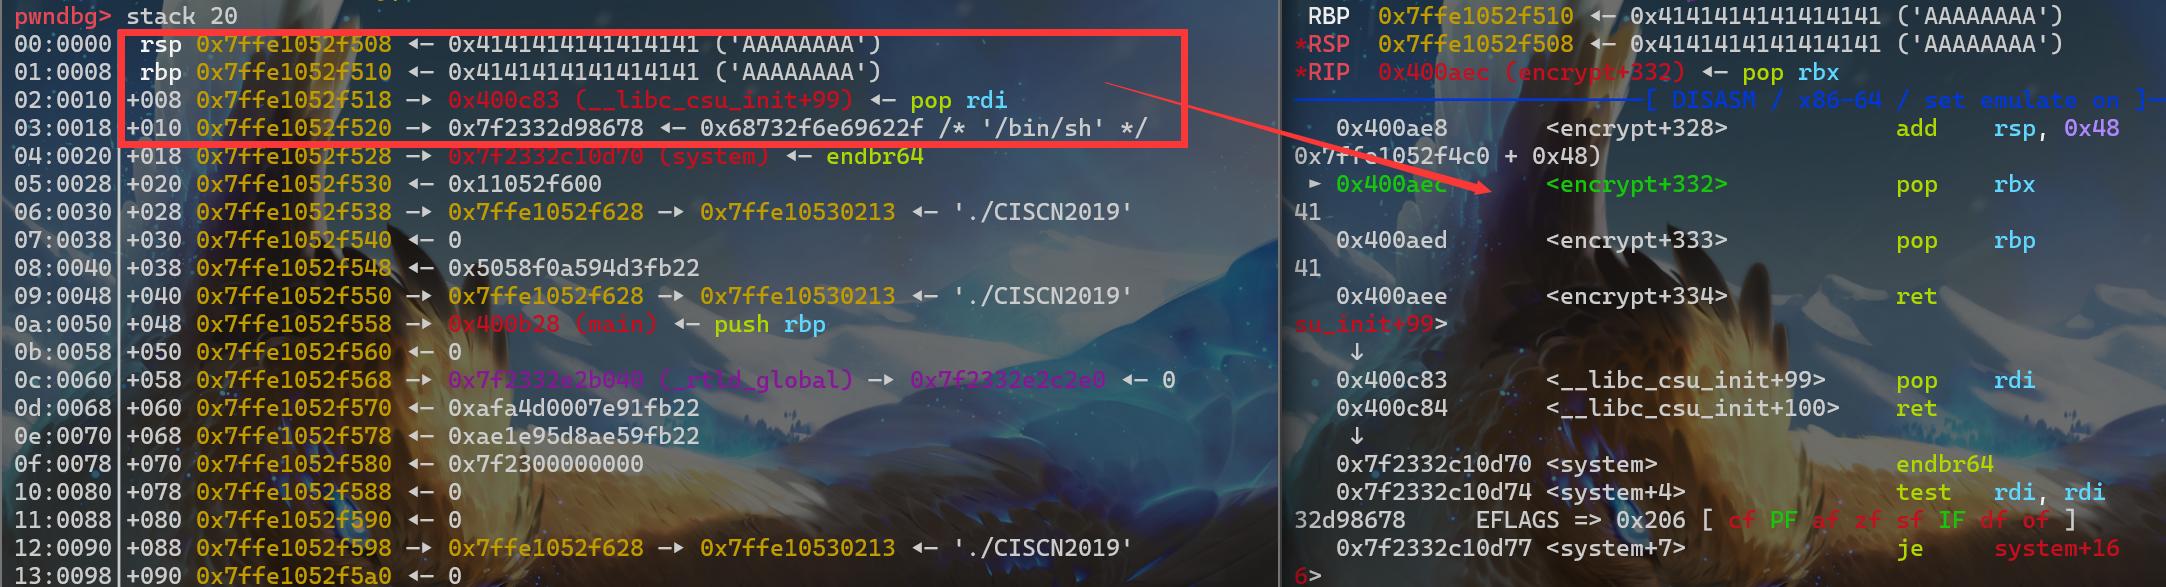 pwndbg> stack 20
00:0000│ rsp 0x7ffe1052f508 ◂— 0x4141414141414141 ('AAAAAAAA')
01:0008│ rbp 0x7ffe1052f510 ◂— 0x4141414141414141 ('AAAAAAAA')
02:0010│+008 0x7ffe1052f518 —▸ 0x400c83 (__libc_csu_init+99) ◂— pop rdi
03:0018│+010 0x7ffe1052f520 —▸ 0x7f2332d98678 ◂— 0x68732f6e69622f /* '/bin/sh' */
04:0020│+018 0x7ffe1052f528 —▸ 0x7f2332c10d70 (system) ◂— endbr64
05:0028│+020 0x7ffe1052f530 ◂— 0x11052f600
06:0030│+028 0x7ffe1052f538 —▸ 0x7ffe1052f628 —▸ 0x7ffe10530213 ◂— './CISCN2019'
07:0038│+030 0x7ffe1052f540 ◂— 0
08:0040│+038 0x7ffe1052f548 ◂— 0x5058f0a594d3fb22
09:0048│+040 0x7ffe1052f550 —▸ 0x7ffe1052f628 —▸ 0x7ffe10530213 ◂— './CISCN2019'
0a:0050│+048 0x7ffe1052f558 —▸ 0x400b28 (main) ◂— push rbp
0b:0058│+050 0x7ffe1052f560 ◂— 0
0c:0060│+058 0x7ffe1052f568 —▸ 0x7f2332e2b040 (_rtld_global) —▸ 0x7f2332e2c2e0 ◂— 0
0d:0068│+060 0x7ffe1052f570 ◂— 0xafa4d0007e91fb22
0e:0070│+068 0x7ffe1052f578 ◂— 0xae1e95d8ae59fb22
0f:0078│+070 0x7ffe1052f580 ◂— 0x7f2300000000
10:0080│+078 0x7ffe1052f588 ◂— 0
11:0088│+080 0x7ffe1052f590 ◂— 0
12:0090│+088 0x7ffe1052f598 —▸ 0x7ffe1052f628 —▸ 0x7ffe10530213 ◂— './CISCN2019'
13:0098│+090 0x7ffe1052f5a0 ◂— 0
RBP 0x7ffe1052f510 ◂— 0x4141414141414141 ('AAAAAAAA')
*RSP 0x7ffe1052f508 ◂— 0x4141414141414141 ('AAAAAAAA')
*RIP 0x400aec (encrypt+332) ◂— pop rbx
[ DISASM / x86-64 / set emulate on ]
0x400ae8 <encrypt+328> add rsp, 0x48
0x7ffe1052f4c0 + 0x48)
► 0x400aec <encrypt+332> pop rbx
41
0x400aed <encrypt+333> pop rbp
41
0x400aee <encrypt+334> ret
su_init+99>
↓
0x400c83 <__libc_csu_init+99> pop rdi
0x400c84 <__libc_csu_init+100> ret
↓
0x7f2332c10d70 <system> endbr64
0x7f2332c10d74 <system+4> test rdi, rdi
32d98678 EFLAGS => 0x206 [ cf PF af zf sf IF df of ]
0x7f2332c10d77 <system+7> je system+16
6>